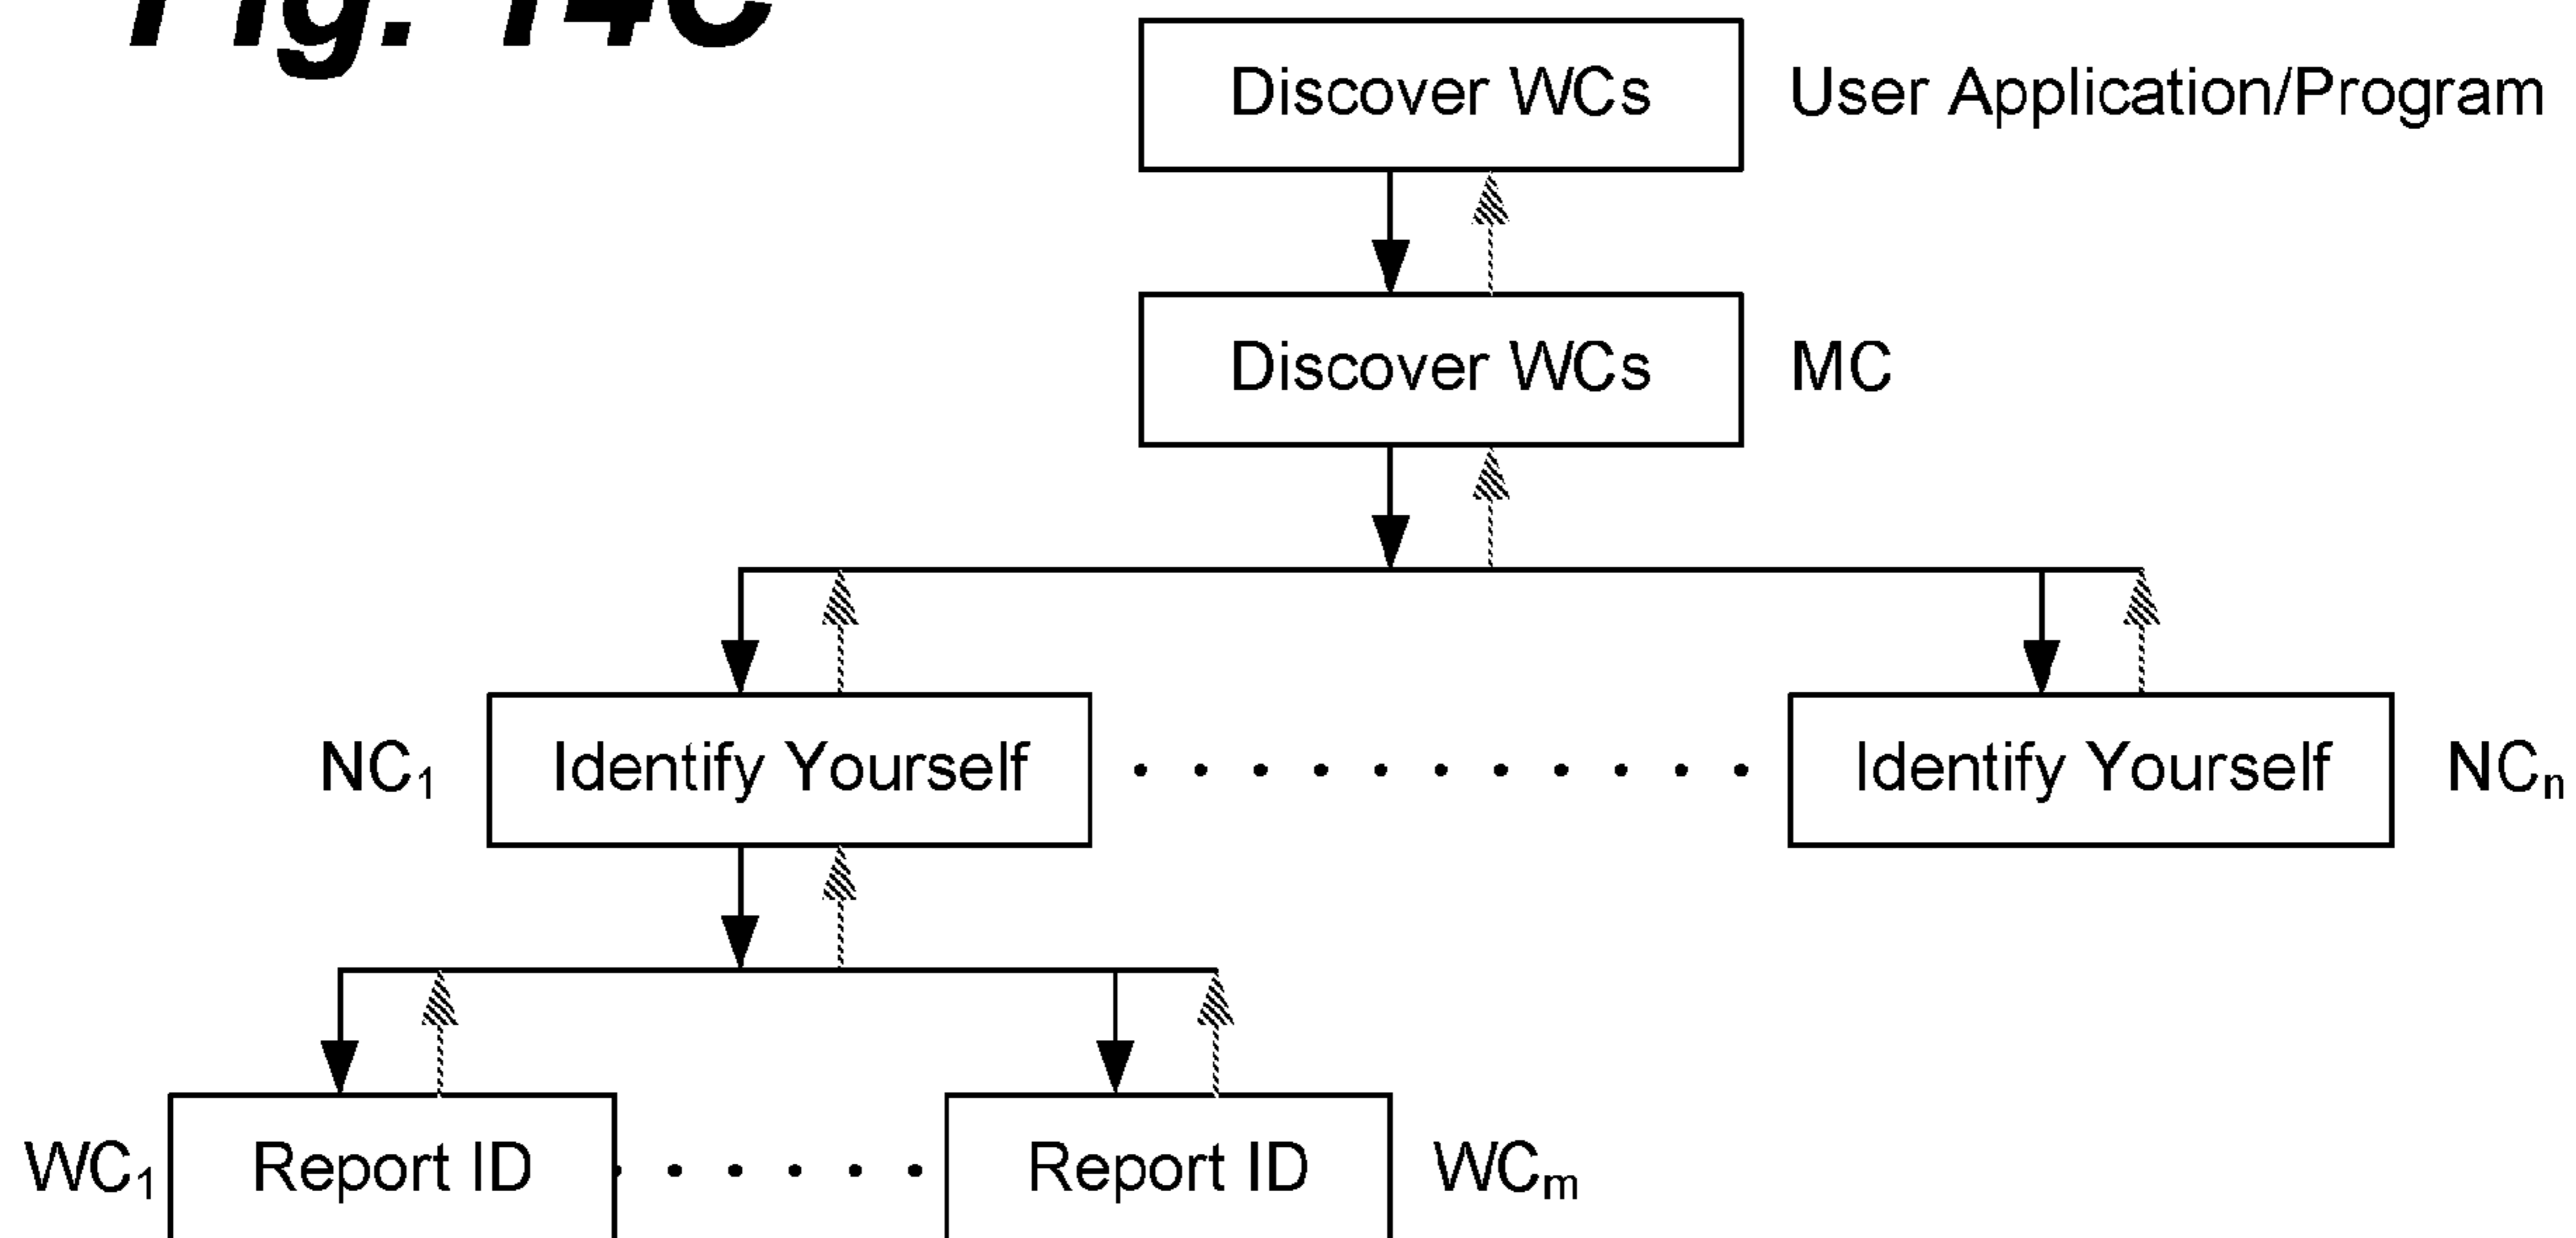 Fig. 14C
Discover WCs User Application/Program
Discover WCs MC
NC₁ Identify Yourself Identify Yourself NCₙ
WC₁ Report ID Report ID WCₘ